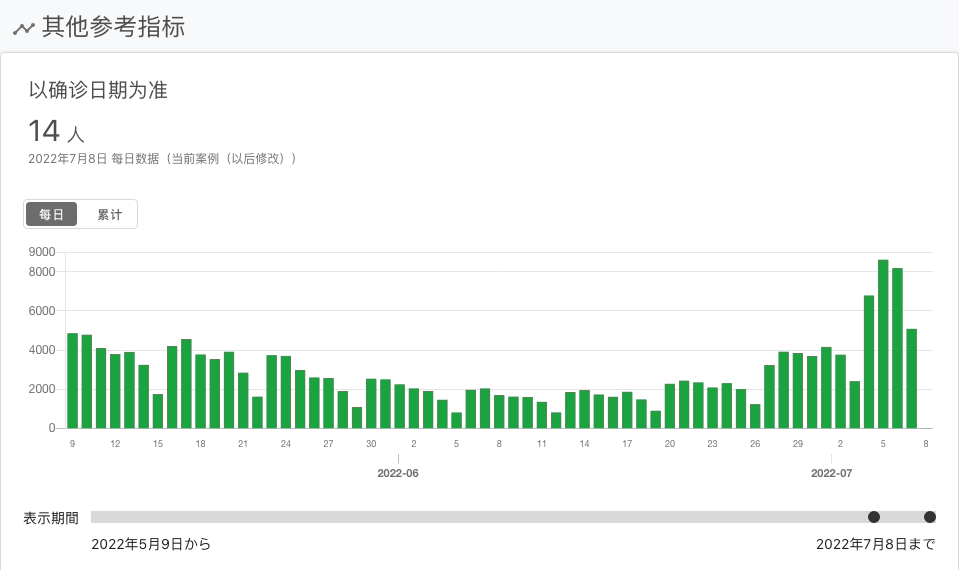 其他参考指标
以确诊日期为准
14 人
2022年7月8日 每日数据（当前案例（以后修改））
每日 累计
9000
8000
6000
4000
2000
0
9 12 15 18 21 24 27 30 2 5 8 11 14 17 20 23 26 29 2 5 8
2022-06 2022-07
表示期間
2022年5月9日から 2022年7月8日まで